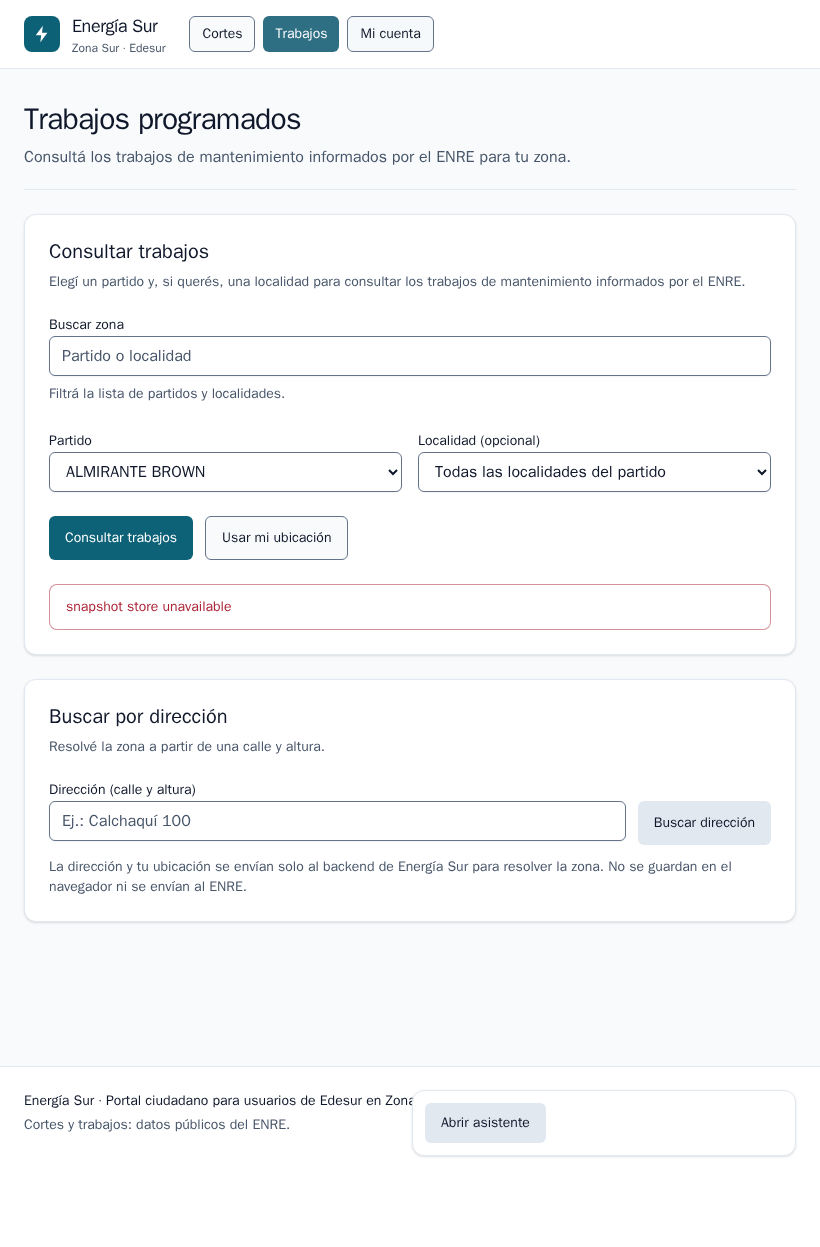 Energía Sur
Zona Sur · Edesur
Cortes
Trabajos
Mi cuenta
Trabajos programados
Consultá los trabajos de mantenimiento informados por el ENRE para tu zona.
Consultar trabajos
Elegí un partido y, si querés, una localidad para consultar los trabajos de mantenimiento informados por el ENRE.
Buscar zona
Partido o localidad
Filtrá la lista de partidos y localidades.
Partido
Localidad (opcional)
ALMIRANTE BROWN
Todas las localidades del partido
Consultar trabajos
Usar mi ubicación
snapshot store unavailable
Buscar por dirección
Resolvé la zona a partir de una calle y altura.
Dirección (calle y altura)
Ej.: Calchaquí 100
Buscar dirección
La dirección y tu ubicación se envían solo al backend de Energía Sur para resolver la zona. No se guardan en el
navegador ni se envían al ENRE.
Energía Sur · Portal ciudadano para usuarios de Edesur en Zona
Cortes y trabajos: datos públicos del ENRE.
Abrir asistente